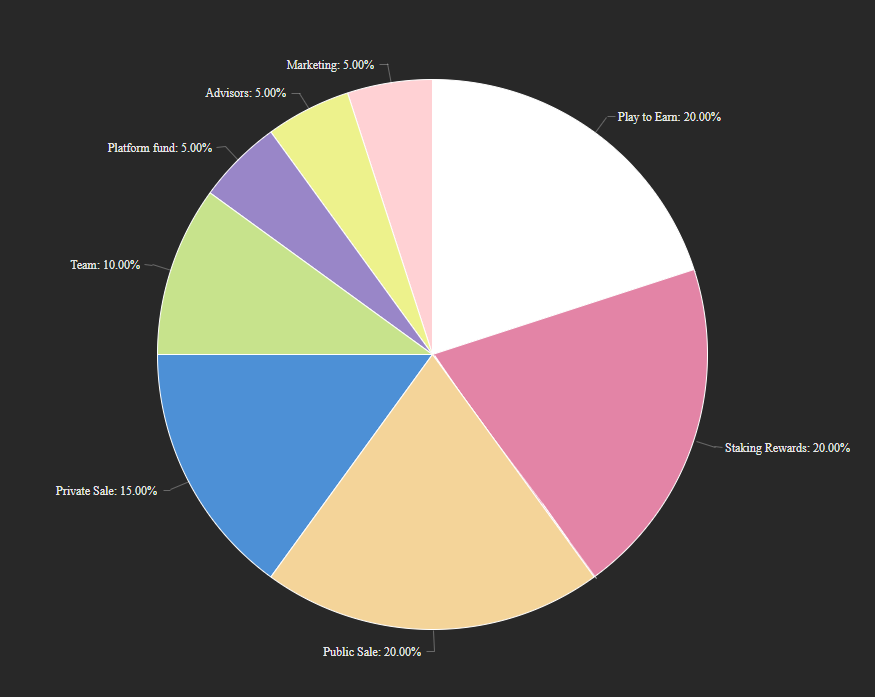 Marketing: 5.00%
Advisors: 5.00%
Play to Earn: 20.00%
Platform fund: 5.00%
Team: 10.00%
Staking Rewards: 20.00%
Private Sale: 15.00%
Public Sale: 20.00%